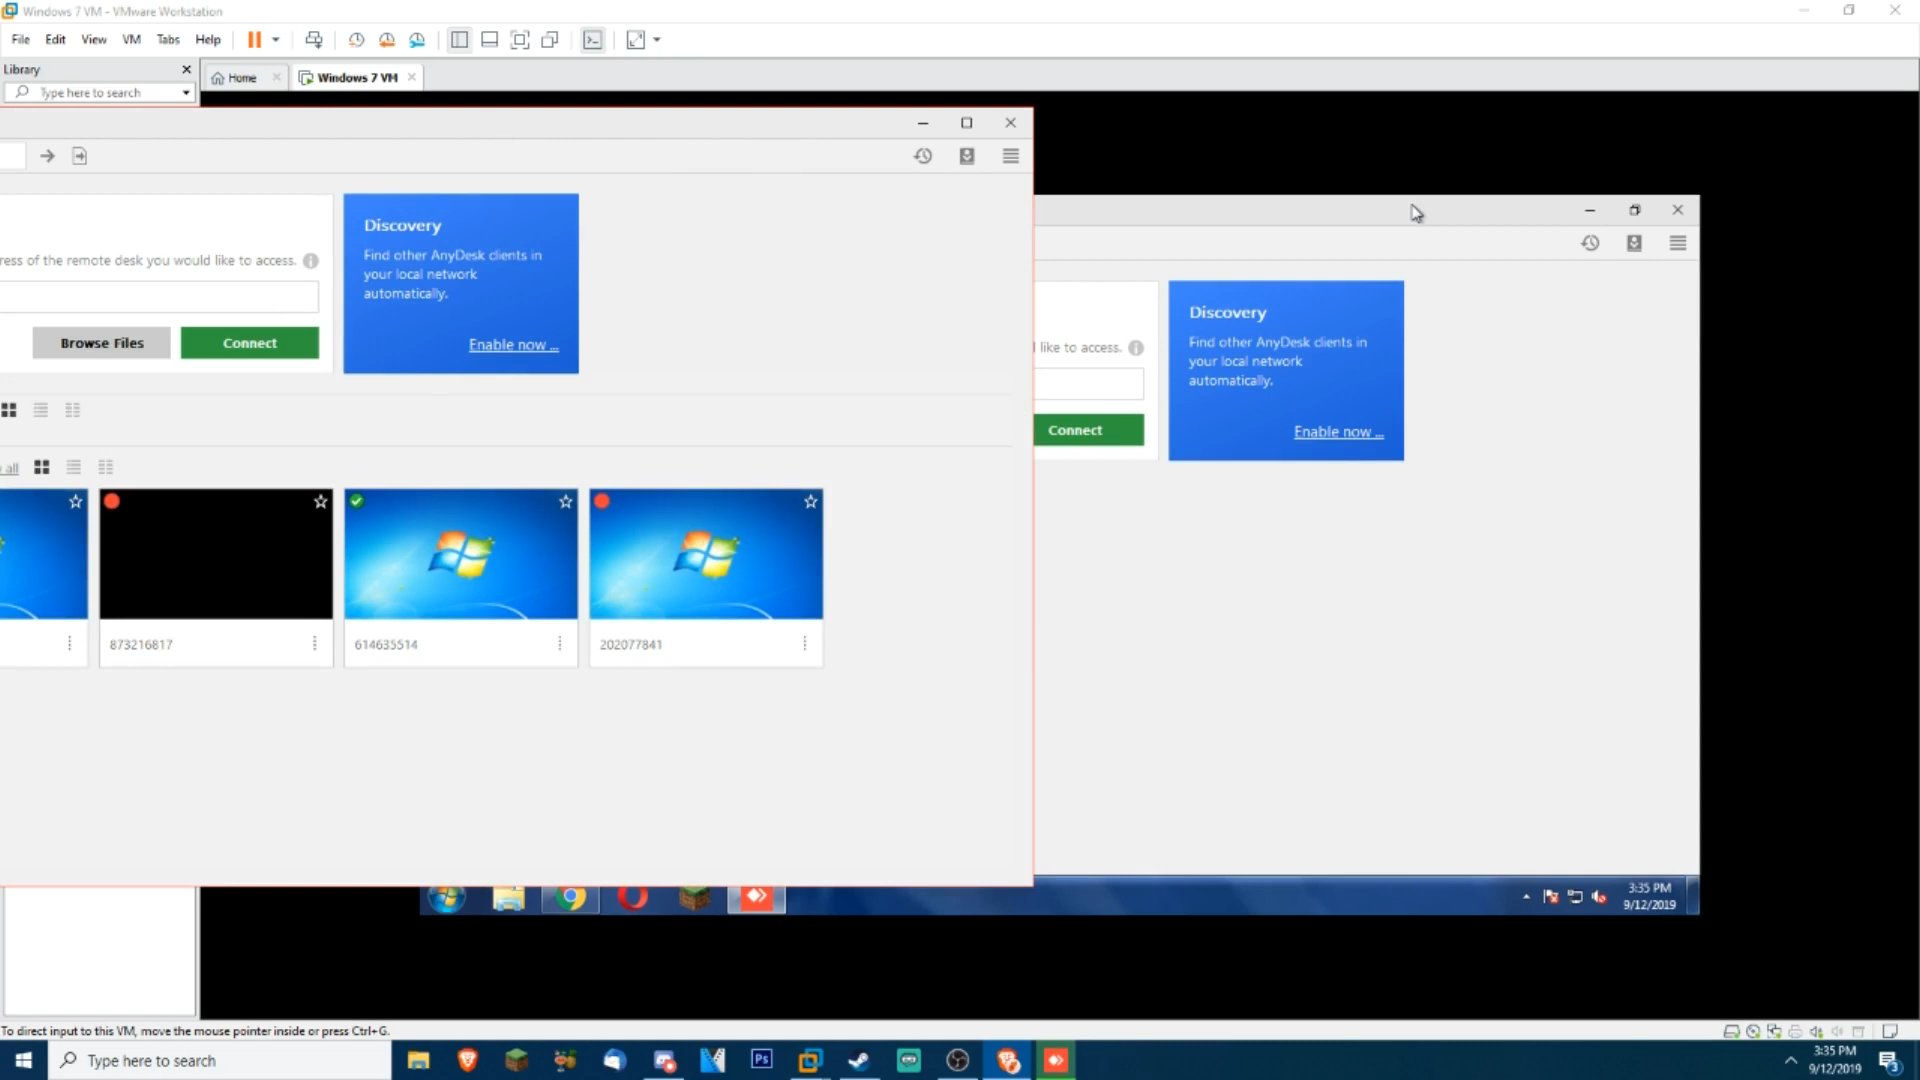 Windows 7 VM - VMware Workstation
File Edit View VM Tabs Help
Library
Home
Windows 7 VM
Type here to search
ress of the remote desk you would like to access.
Browse Files
Connect
Discovery
Find other AnyDesk clients in
your local network
automatically.
Enable now ...
like to access.
Connect
Discovery
Find other AnyDesk clients in
your local network
automatically.
Enable now ...
all
873216817
614635514
202077841
3:35 PM
9/12/2019
To direct input to this VM, move the mouse pointer inside or press Ctrl+G.
Type here to search
Ps
3:35 PM
9/12/2019
3